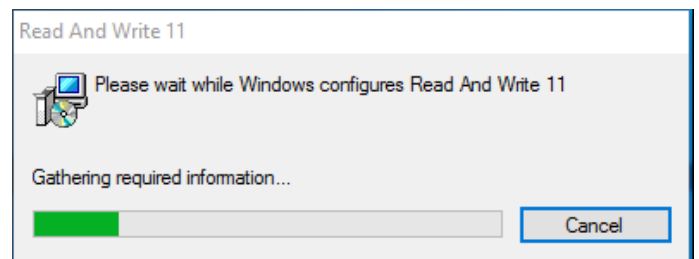 Read And Write 11
Please wait while Windows configures Read And Write 11
Gathering required information...
Cancel